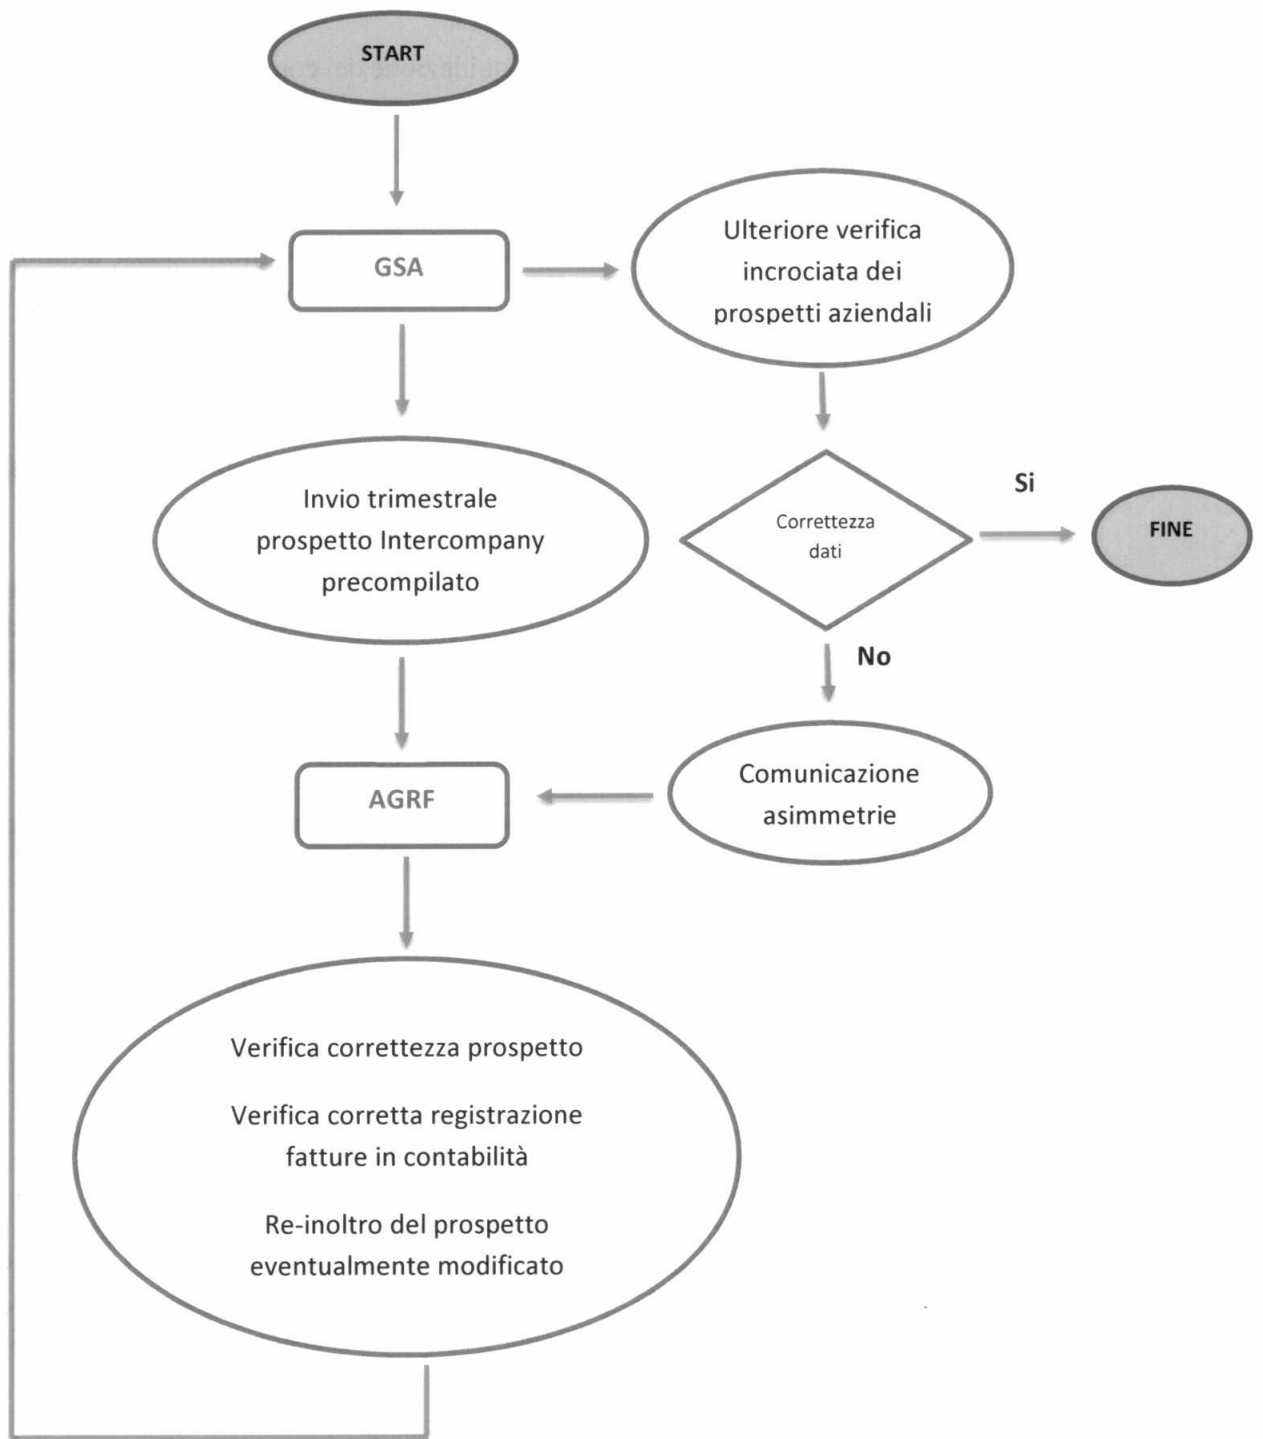 START
GSA
Ulteriore verifica
incrociata dei
prospetti aziendali
Invio trimestrale
prospetto Intercompany
precompilato
Correttezza
dati
Si
FINE
No
Comunicazione
asimmetrie
AGRF
Verifica correttezza prospetto
Verifica corretta registrazione
fatture in contabilità
Re-inoltro del prospetto
eventualmente modificato